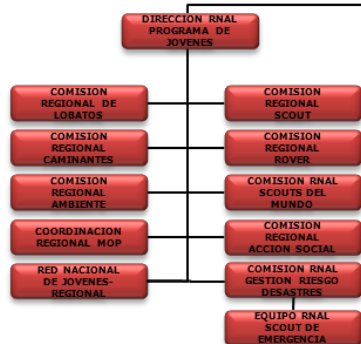 DIRECCION RNAL
PROGRAMA DE
JOVENES
COMISION
REGIONAL DE
LOBATOS
COMISION
REGIONAL
SCOUT
COMISION
REGIONAL
CAMINANTES
COMISION
REGIONAL
ROVER
COMISION
REGIONAL
AMBIENTE
COMISION RNAL
SCOUTS DEL
MUNDO
COORDINACION
REGIONAL MOP
COMISION
REGIONAL
ACCION SOCIAL
RED NACIONAL
DE JOVENES-
REGIONAL
COMISION RNAL
GESTION RIESGO
DESASTRES
EQUIPO RNAL
SCOUT DE
EMERGENCIA